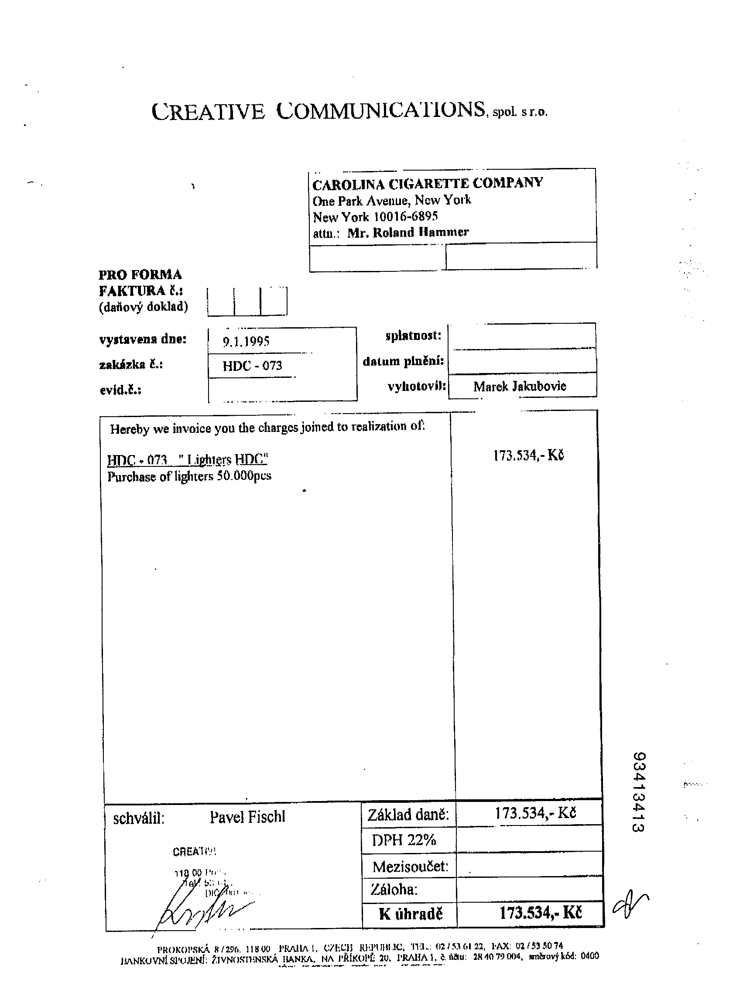 CREATIVE COMMUNICATIONS, spol. s r.o.
CAROLINA CIGARETTE COMPANY
One Park Avenue, New York
New York 10016-6895
attn.: Mr. Roland Hammer
PRO FORMA
FAKTURA č.:
(daňový doklad)
vystavena dne: 9.1.1995 splatnost:
zakázka č.: HDC - 073 datum plnění:
evid.č.: vyhotovil: Marek Jakubovie
Hereby we invoice you the charges joined to realization of:
HDC - 073 " Lighters HDC" 173.534,- Kč
Purchase of lighters 50.000pcs
93413413
schválil: Pavel Fischl Základ daně: 173.534,- Kč
DPH 22%
CREATIV
Mezisoučet:
118 00
Záloha:
DIČ
K úhradě 173.534,- Kč
PROKOPSKÁ 8 / 296, 118 00 PRAHA 1, CZECH REPUBLIC, TEL.: 02 / 53 61 22, FAX: 02 / 53 50 74
BANKOVNÍ SPOJENÍ: ŽIVNOSTENSKÁ BANKA, NA PŘÍKOPĚ 20, PRAHA 1, č. účtu: 28 40 79 004, směrový kód: 0400